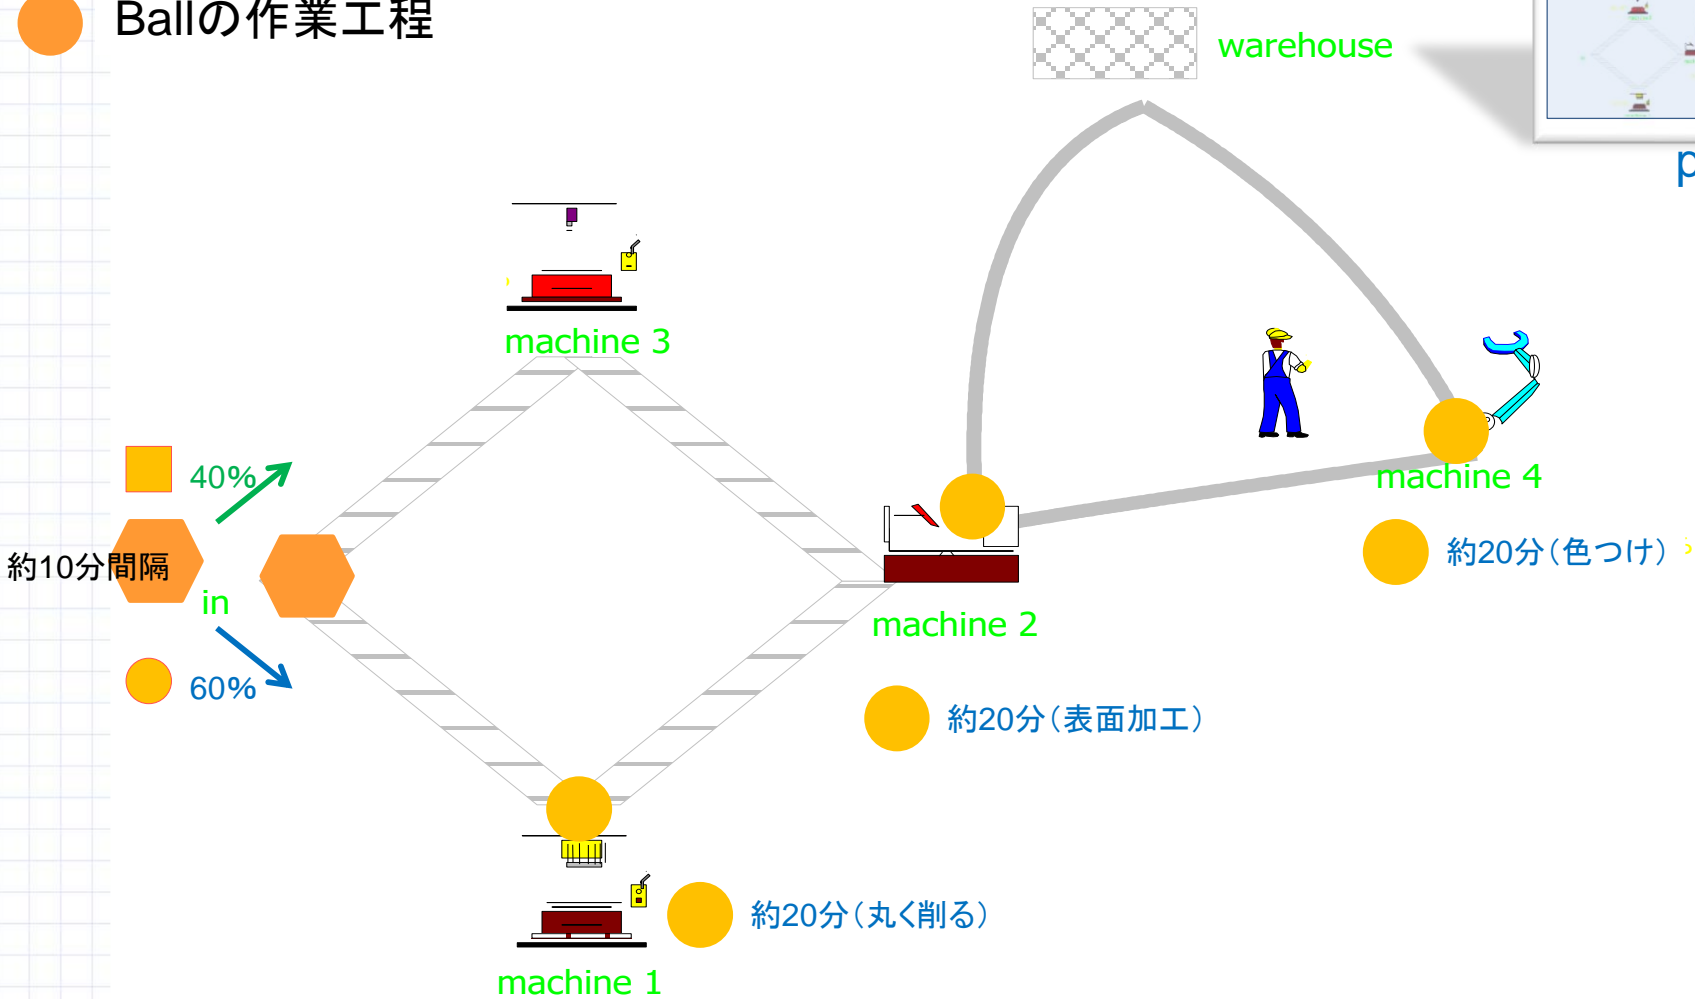 Ballの作業工程
warehouse
p
machine 3
40%
約10分間隔
in
60%
machine 4
約20分（色つけ）
machine 2
約20分（表面加工）
約20分（丸く削る）
machine 1